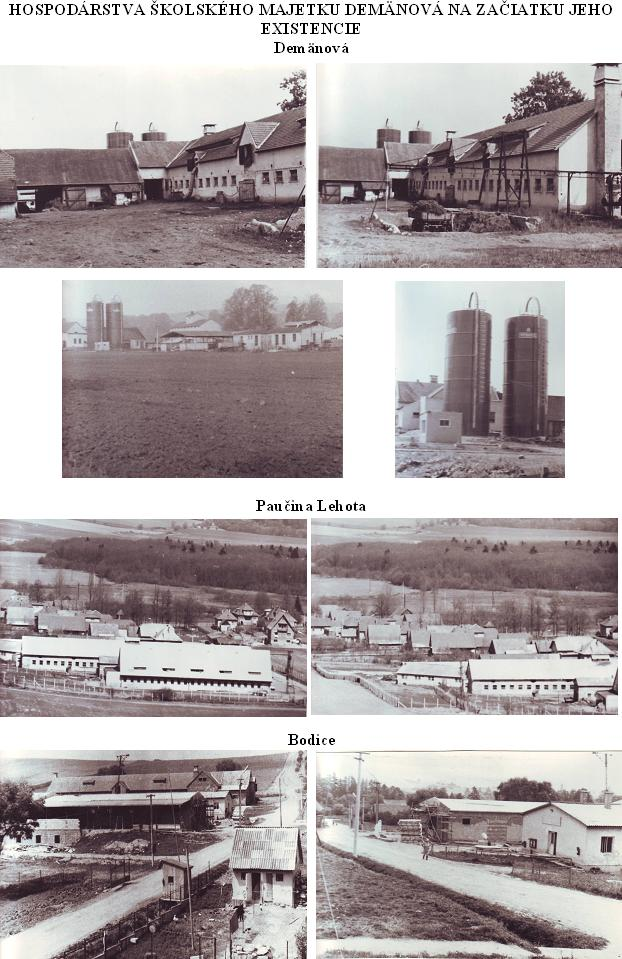 HOSPODÁRSTVA ŠKOLSKÉHO MAJETKU DEMÄNOVÁ NA ZAČIATKU JEHO
EXISTENCIE
Demänová
Paučina Lehota
Bodice